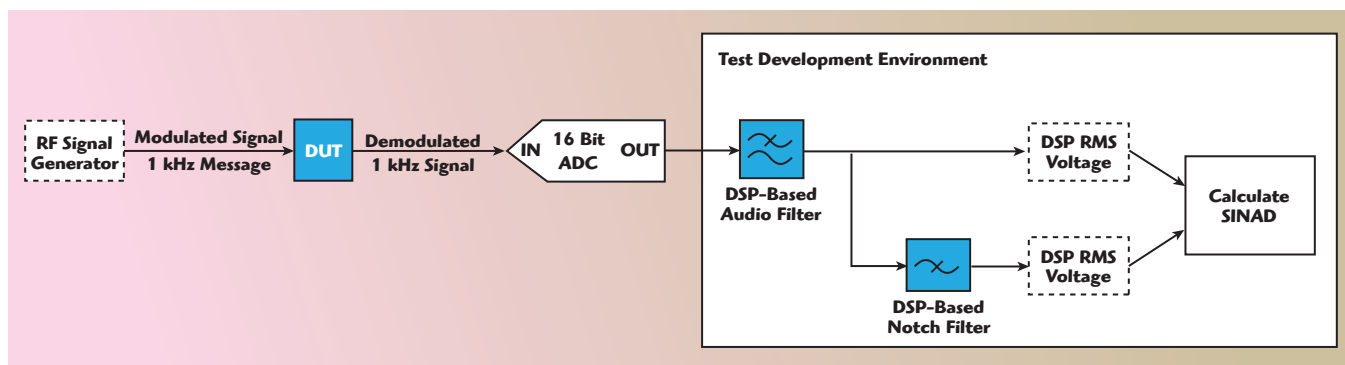 Test Development Environment
RF Signal
Generator
Modulated Signal
1 kHz Message
DUT
Demodulated
1 kHz Signal
IN
16 Bit
ADC
OUT
DSP-Based
Audio Filter
DSP-Based
Notch Filter
DSP RMS
Voltage
DSP RMS
Voltage
Calculate
SINAD